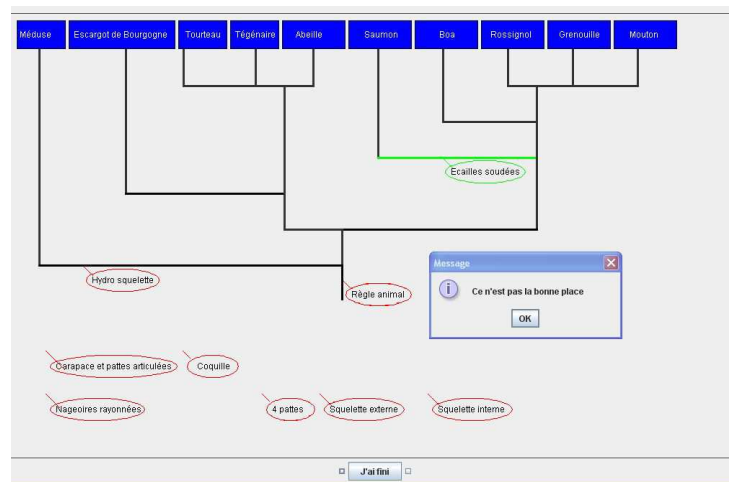 Méduse
Escargot de Bourgogne
Tourteau
Tégénaire
Abeille
Saumon
Boa
Rossignol
Grenouille
Mouton
Ecailles soudées
Message
Hydro squelette
Règle animal
Ce n'est pas la bonne place
OK
Carapace et pattes articulées
Coquille
Nageoires rayonnées
4 pattes
Squelette externe
Squelette interne
J'ai fini